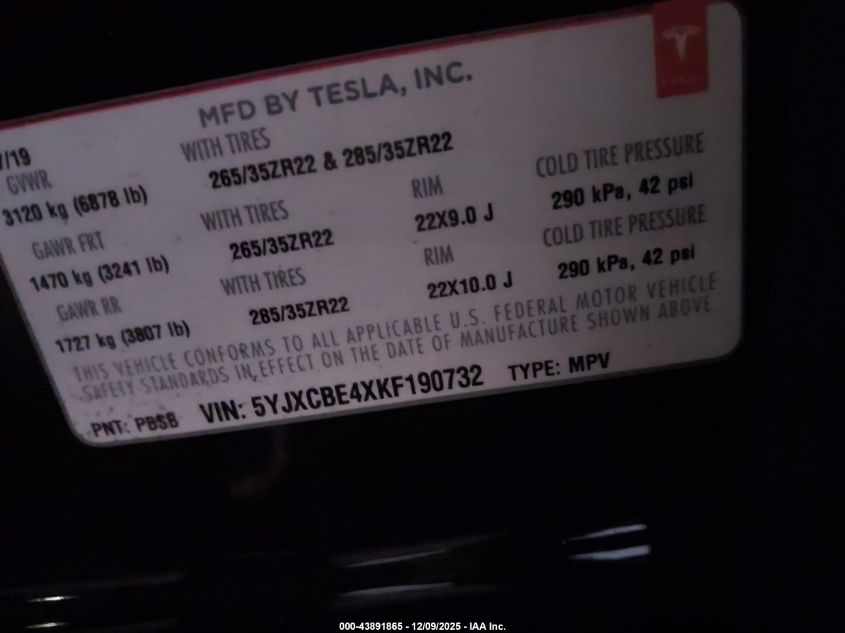 MFD BY TESLA, INC.
/19
WITH TIRES
GVWR
265/35ZR22 & 285/35ZR22
COLD TIRE PRESSURE
3120 kg (6878 lb)
RIM
290 kPa, 42 psi
WITH TIRES
22X9.0 J
GAWR FRT
265/35ZR22
COLD TIRE PRESSURE
1470 kg (3241 lb)
RIM
290 kPa, 42 psi
WITH TIRES
22X10.0 J
GAWR RR
285/35ZR22
1727 kg (3807 lb)
THIS VEHICLE CONFORMS TO ALL APPLICABLE U.S. FEDERAL MOTOR VEHICLE
SAFETY STANDARDS IN EFFECT ON THE DATE OF MANUFACTURE SHOWN ABOVE.
PNT: PBSB VIN: 5YJXCBE4XKF190732 TYPE: MPV
000-43891865 - 12/09/2025 - IAA Inc.